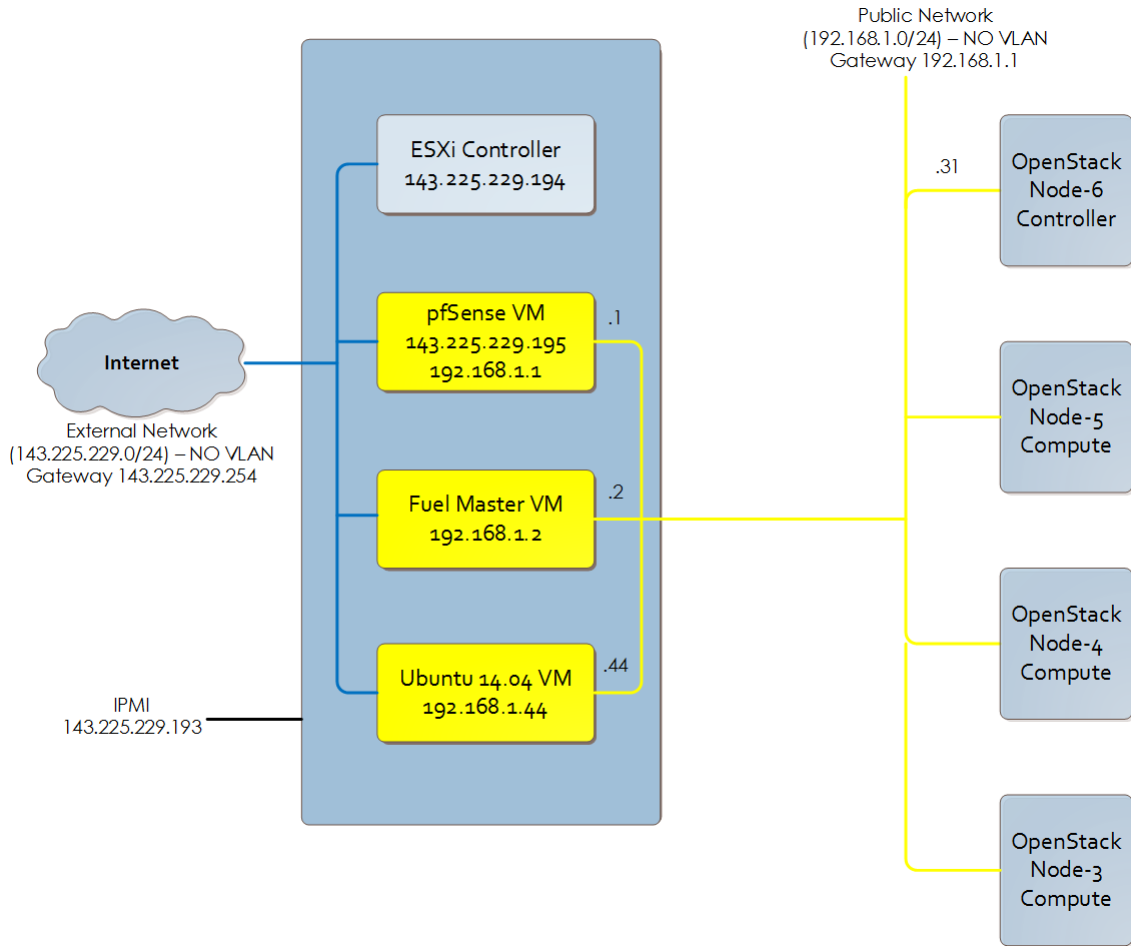 Public Network
(192.168.1.0/24) – NO VLAN
Gateway 192.168.1.1
ESXi Controller
143.225.229.194
.31
OpenStack
Node-6
Controller
pfSense VM
143.225.229.195
192.168.1.1
.1
Internet
External Network
(143.225.229.0/24) – NO VLAN
Gateway 143.225.229.254
OpenStack
Node-5
Compute
Fuel Master VM
192.168.1.2
.2
OpenStack
Node-4
Compute
Ubuntu 14.04 VM
192.168.1.44
.44
IPMI
143.225.229.193
OpenStack
Node-3
Compute